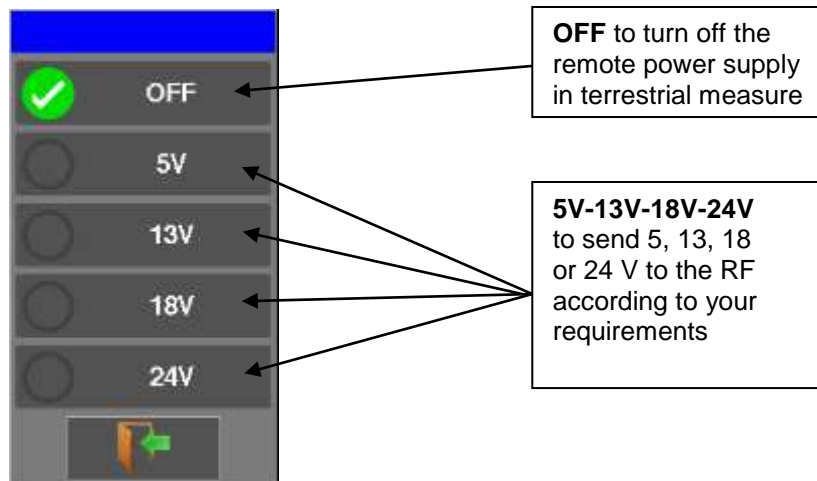 OFF
5V
13V
18V
24V
OFF to turn off the
remote power supply
in terrestrial measure
5V-13V-18V-24V
to send 5, 13, 18
or 24 V to the RF
according to your
requirements